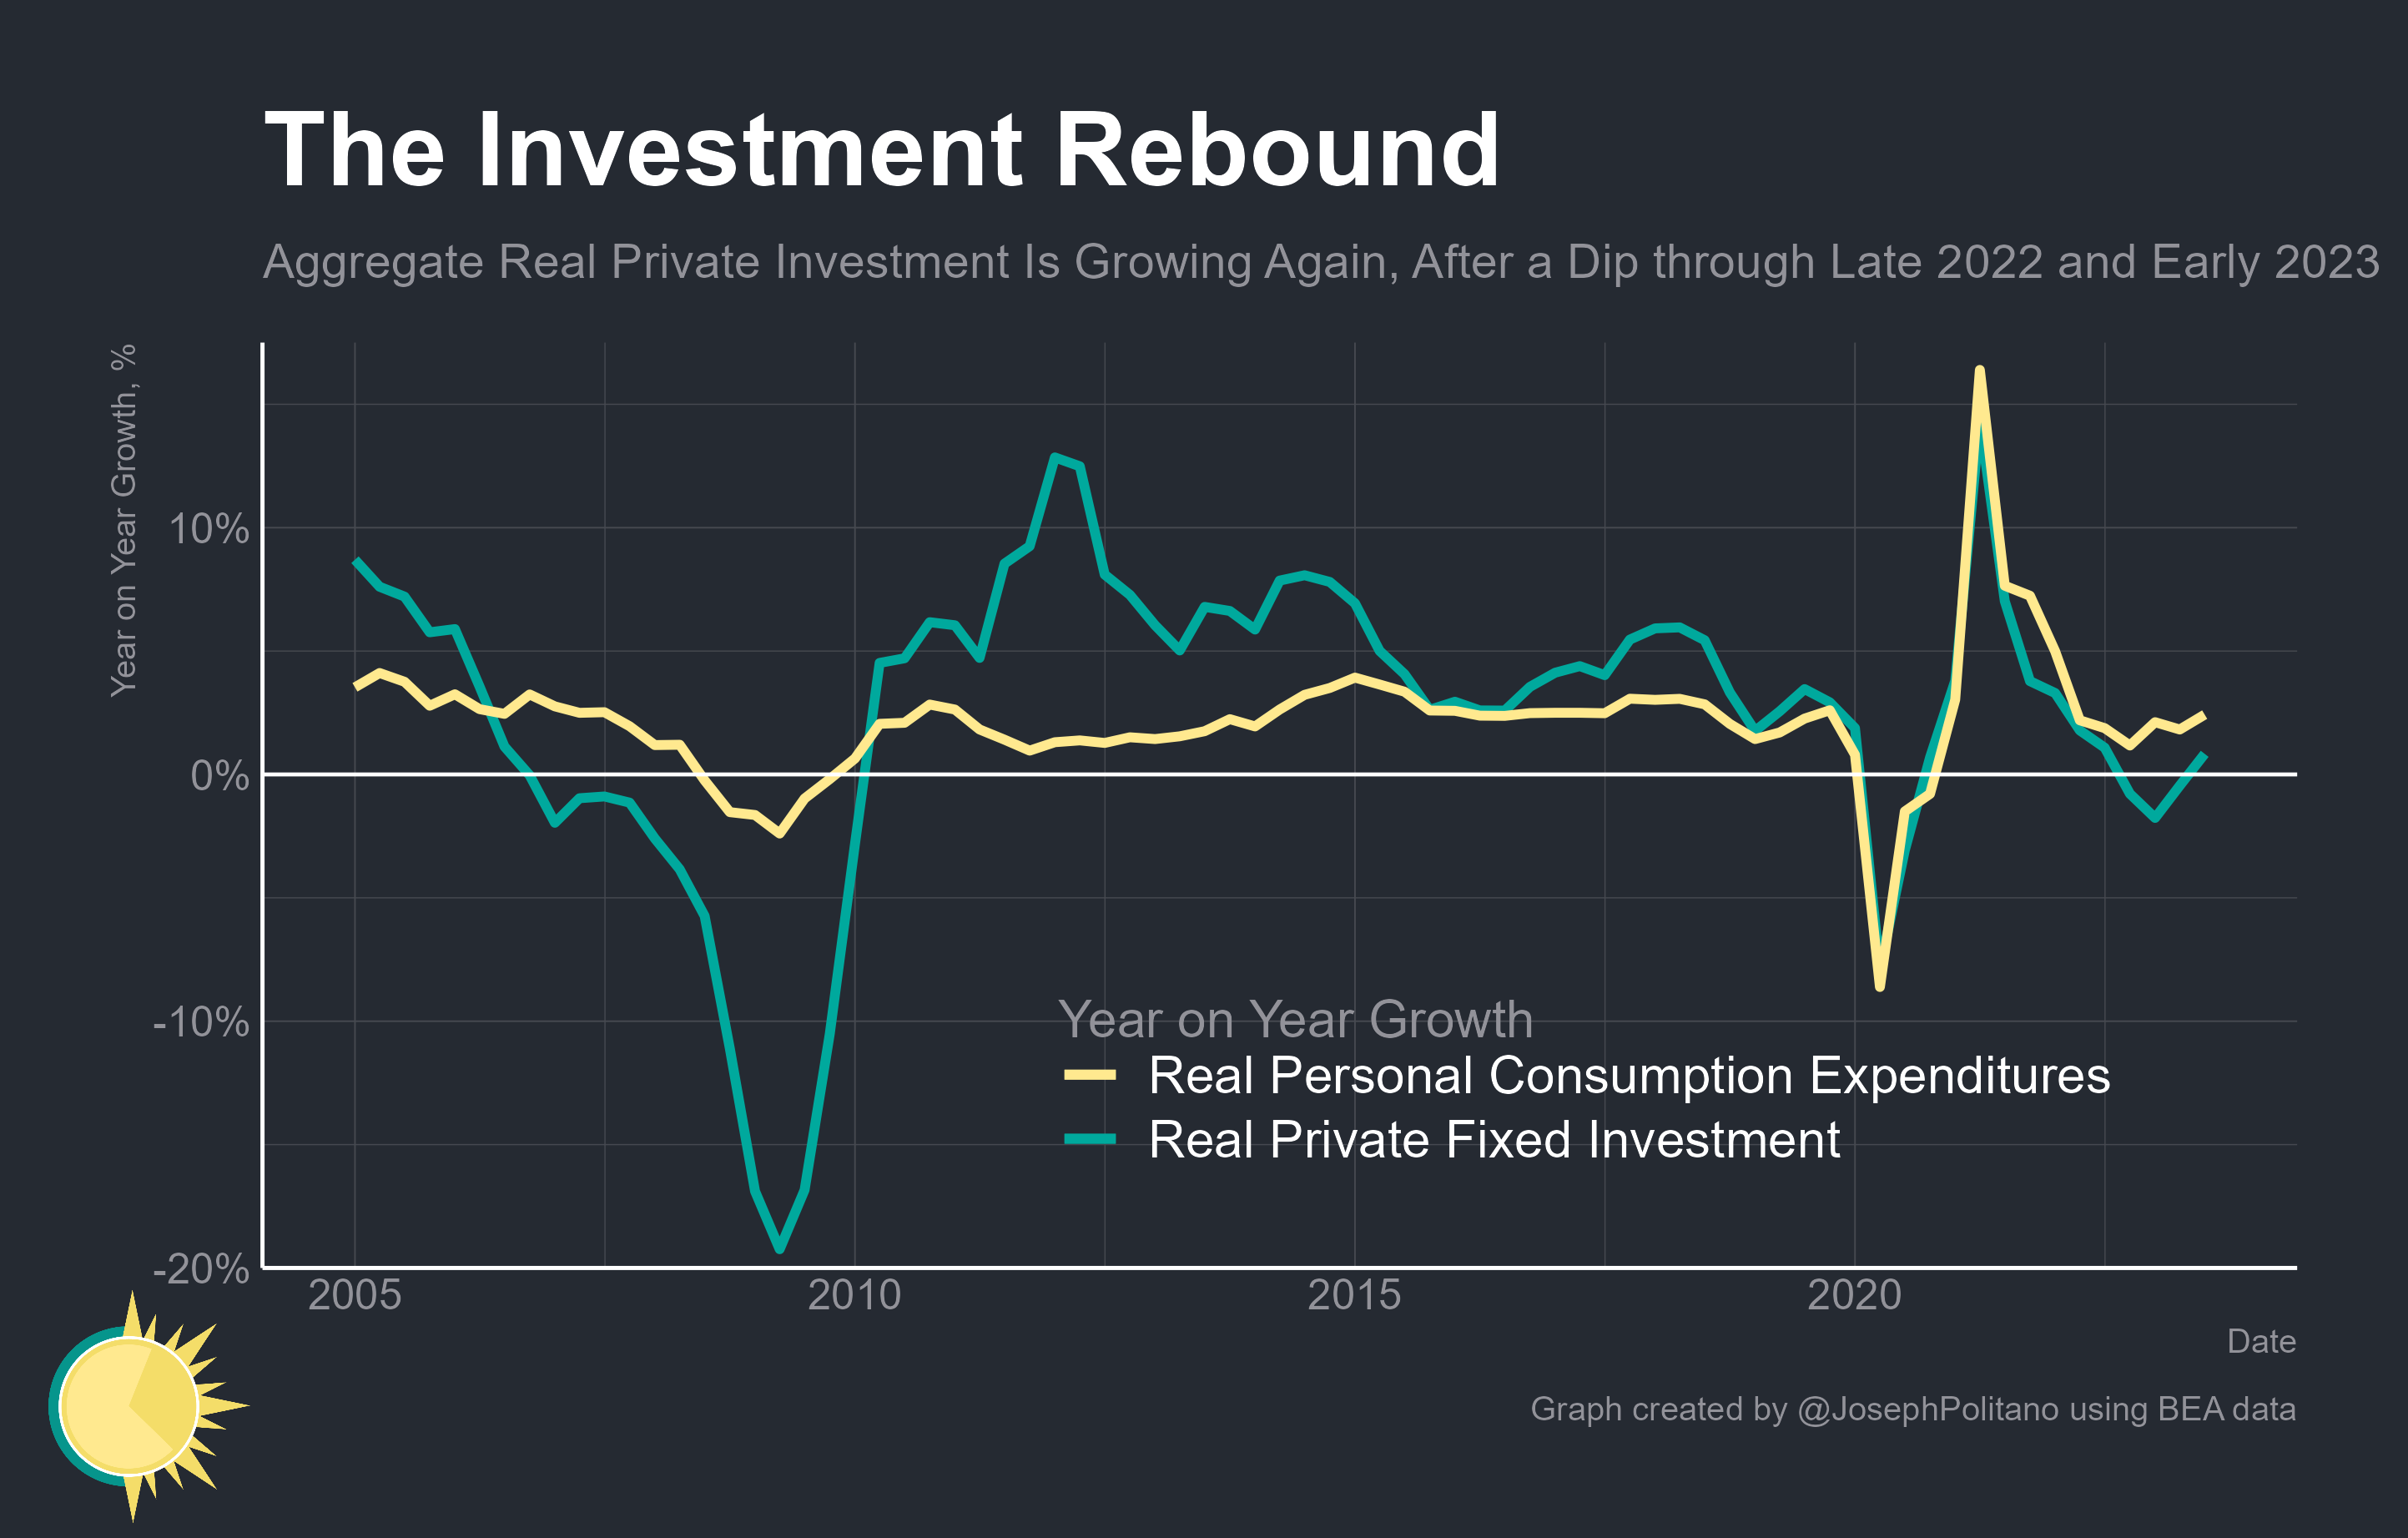 The Investment Rebound
Aggregate Real Private Investment Is Growing Again, After a Dip through Late 2022 and Early 2023
Year on Year Growth, %
10%
0%
-10%
-20%
Year on Year Growth
Real Personal Consumption Expenditures
Real Private Fixed Investment
2005 2010 2015 2020
Date
Graph created by @JosephPolitano using BEA data